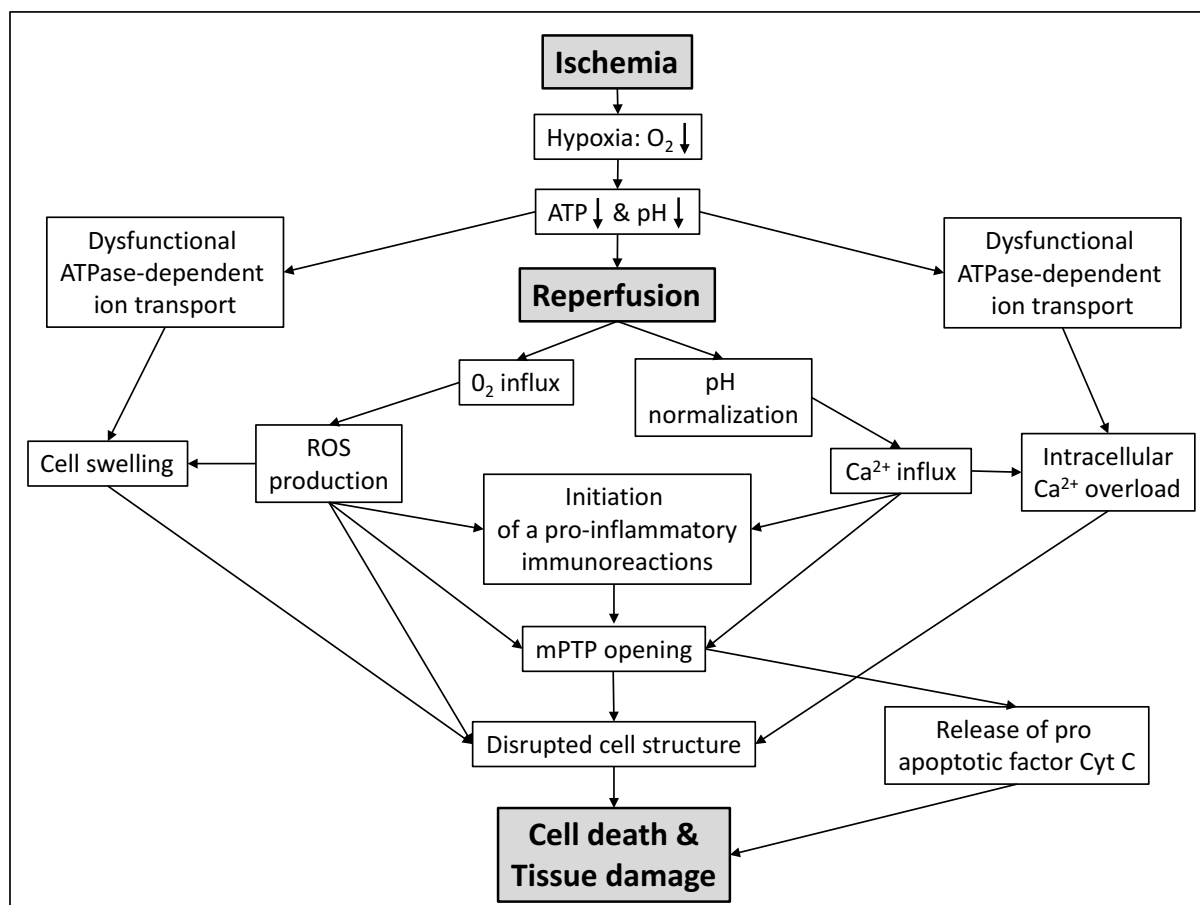 Ischemia
Hypoxia: O₂ ↓
ATP ↓ & pH ↓
Dysfunctional
ATPase-dependent
ion transport
Dysfunctional
ATPase-dependent
ion transport
Reperfusion
0₂ influx
pH
normalization
Cell swelling
ROS
production
Ca²⁺ influx
Intracellular
Ca²⁺ overload
Initiation
of a pro-inflammatory
immunoreactions
mPTP opening
Disrupted cell structure
Release of pro
apoptotic factor Cyt C
Cell death &
Tissue damage